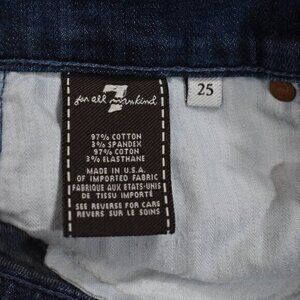 7
for all mankind
25
97% COTTON
3% SPANDEX
97% COTON
3% ELASTHANE
MADE IN U.S.A.
OF IMPORTED FABRIC
FABRIQUE AUX ETATS-UNIS
DE TISSU IMPORTÉ
SEE REVERSE FOR CARE
REVERS SUR LE SOINS